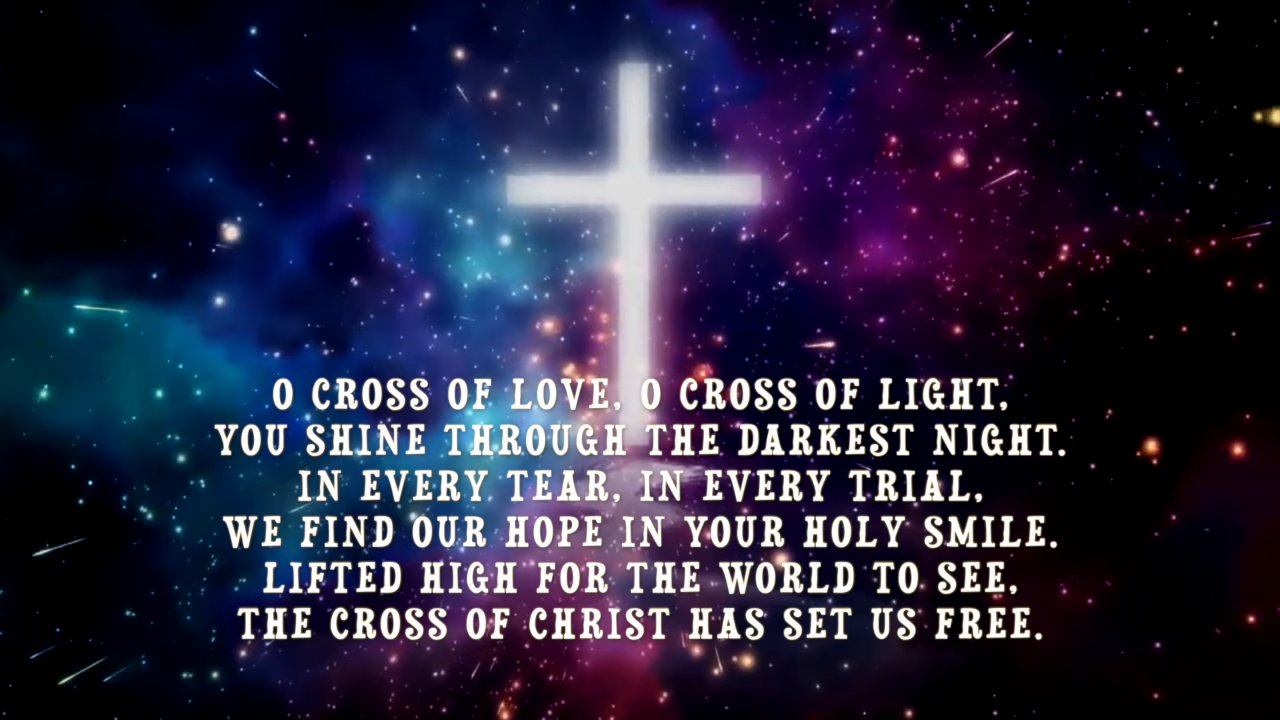 O CROSS OF LOVE, O CROSS OF LIGHT,
YOU SHINE THROUGH THE DARKEST NIGHT.
IN EVERY TEAR, IN EVERY TRIAL,
WE FIND OUR HOPE IN YOUR HOLY SMILE.
LIFTED HIGH FOR THE WORLD TO SEE,
THE CROSS OF CHRIST HAS SET US FREE.